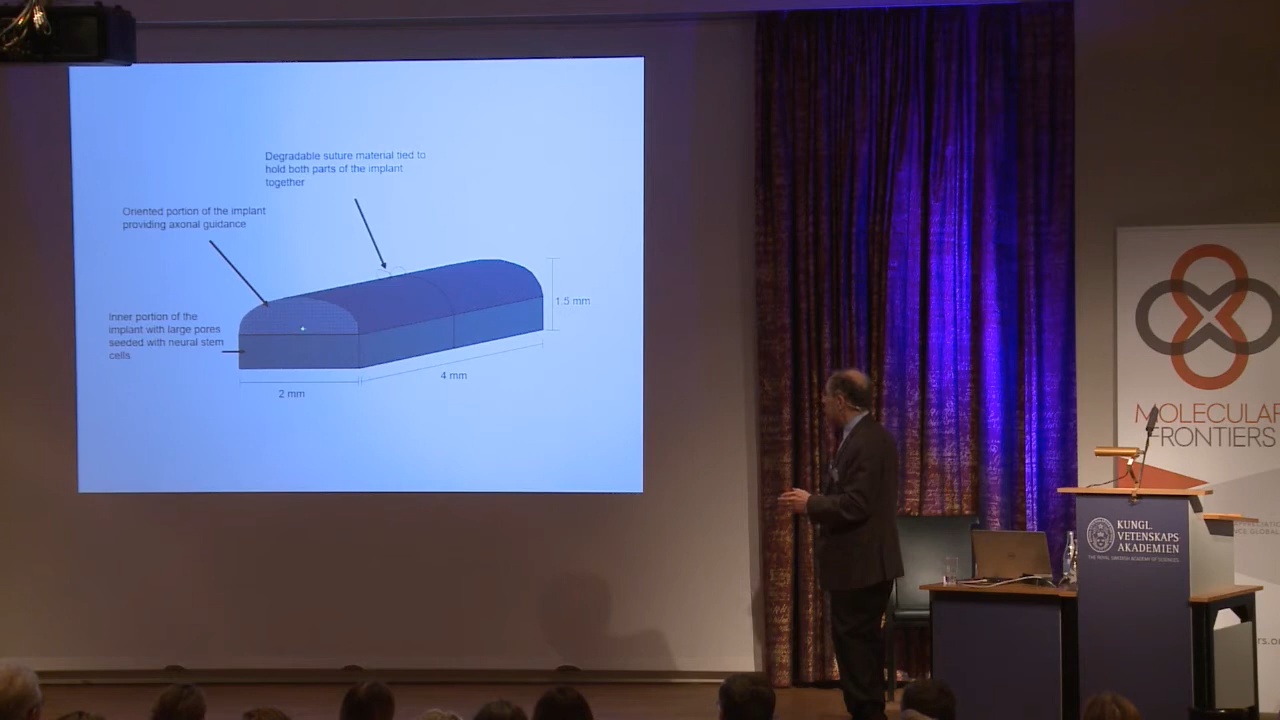 Degradable suture material tied to
hold both parts of the implant
together
Oriented portion of the implant
providing axonal guidance
Inner portion of the
implant with large pores
seeded with neural stem
cells
1.5 mm
4 mm
2 mm
MOLECULAR
FRONTIERS
KUNGL.
VETENSKAPS
AKADEMIEN
THE ROYAL SWEDISH ACADEMY OF SCIENCES